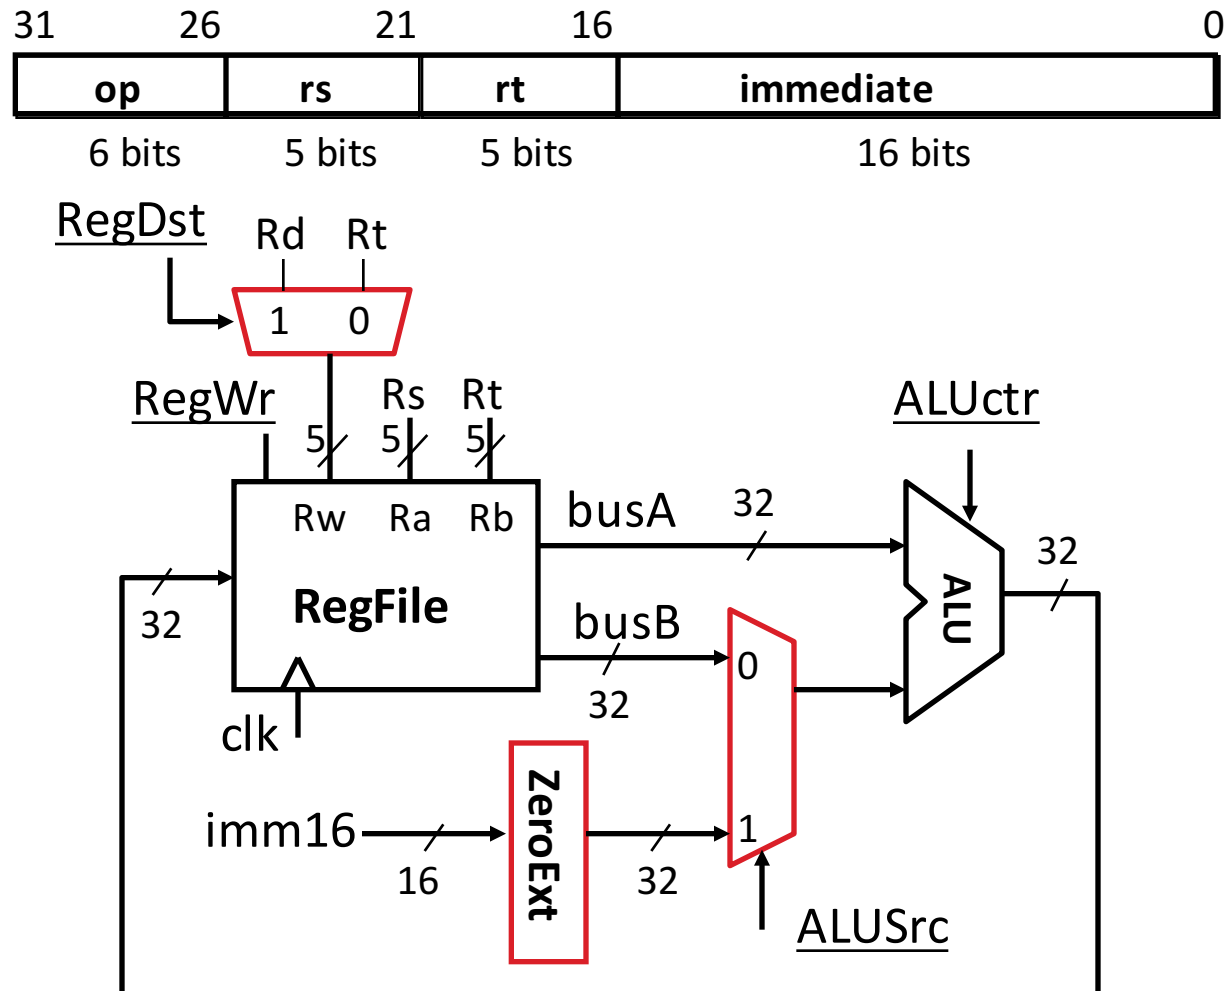 31 26 21 16 0
op rs rt immediate
6 bits 5 bits 5 bits 16 bits
RegDst
Rd Rt
1 0
RegWr
Rs Rt
ALUctr
5 5 5
Rw Ra Rb
busA
32
32
RegFile
ALU
32
busB
0
32
clk
ZeroExt
imm16
1
16
32
ALUSrc